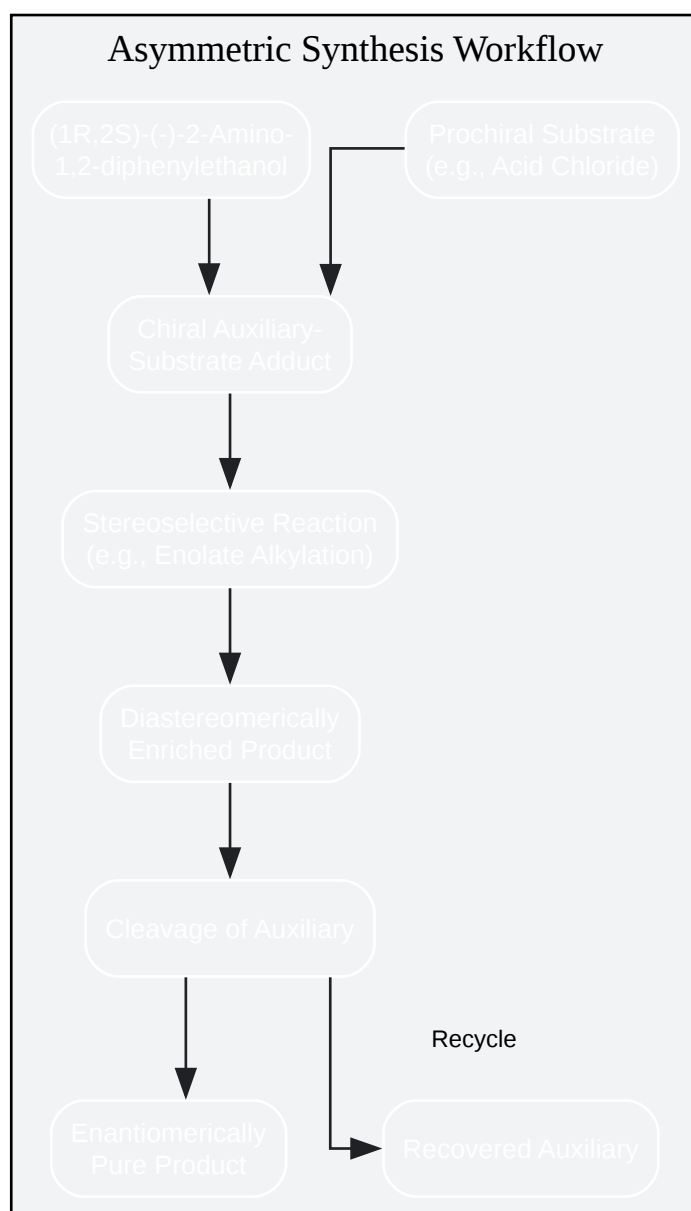 Asymmetric Synthesis Workflow
(1R,2S)-(-)-2-Amino-
1,2-diphenylethanol
Prochiral Substrate
(e.g., Acid Chloride)
Chiral Auxiliary-
Substrate Adduct
Stereoselective Reaction
(e.g., Enolate Alkylation)
Diastereomerically
Enriched Product
Cleavage of Auxiliary
Recycle
Enantiomerically
Pure Product
Recovered Auxiliary